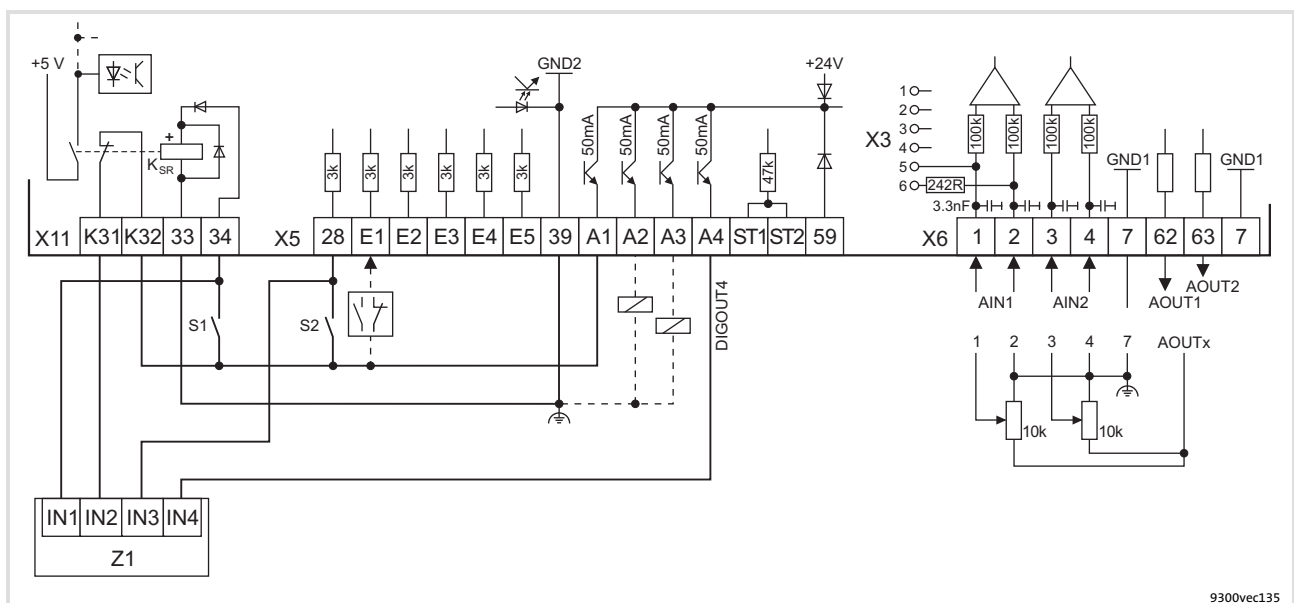 +5 V
GND2
+24V
+
K_SR
3k
3k
3k
3k
3k
3k
50mA
50mA
50mA
50mA
47k
X3
1
2
3
4
5
6
242R
3.3nF
100k
100k
100k
100k
GND1
GND1
X11 K31 K32 33 34
X5 28 E1 E2 E3 E4 E5 39 A1 A2 A3 A4 ST1 ST2 59
X6 1 2 3 4 7 62 63 7
S1
S2
DIGOUT4
AIN1
AIN2
AOUT1
AOUT2
1 2 3 4 7 AOUTx
10k
10k
IN1 IN2 IN3 IN4
Z1
9300vec135